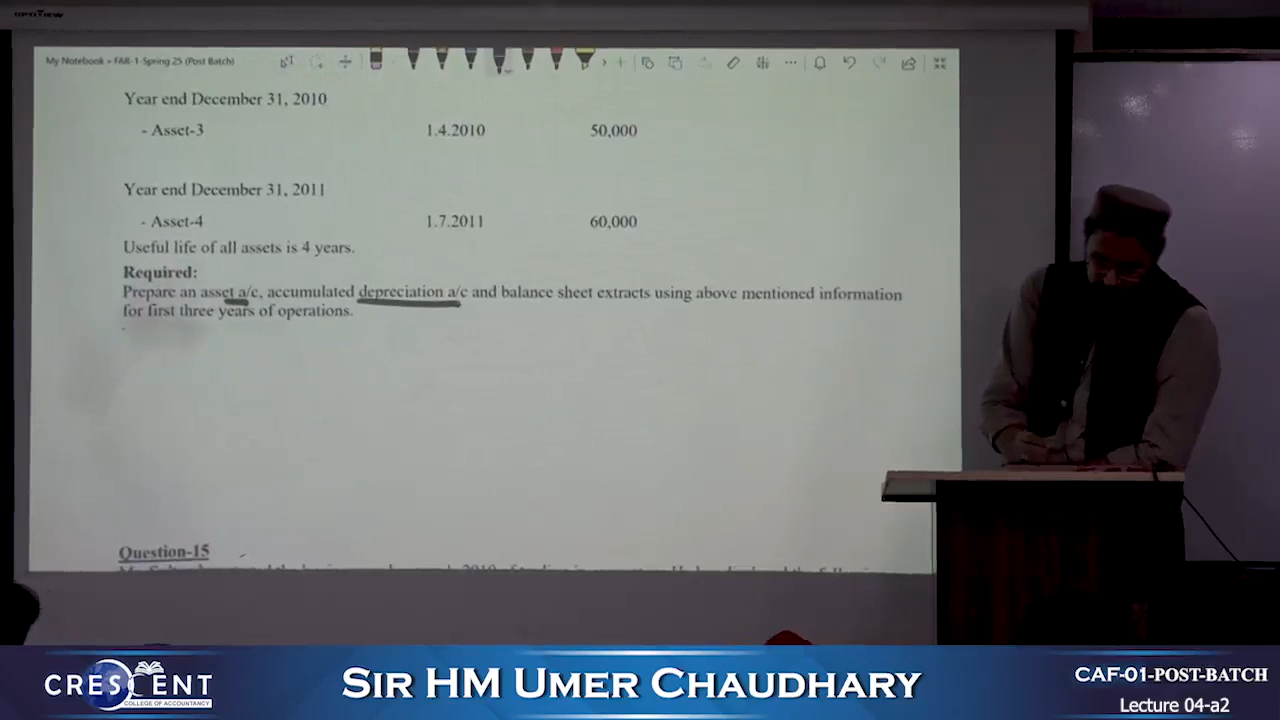 My Notebook » FAR-1-Spring 25 (Post Batch)
Year end December 31, 2010
- Asset-3 1.4.2010 50,000
Year end December 31, 2011
- Asset-4 1.7.2011 60,000
Useful life of all assets is 4 years.
Required:
Prepare an asset a/c, accumulated depreciation a/c and balance sheet extracts using above mentioned information
for first three years of operations.
Question-15
CRESCENT
COLLEGE OF ACCOUNTANCY
SIR HM UMER CHAUDHARY
CAF-01-POST-BATCH
Lecture 04-a2